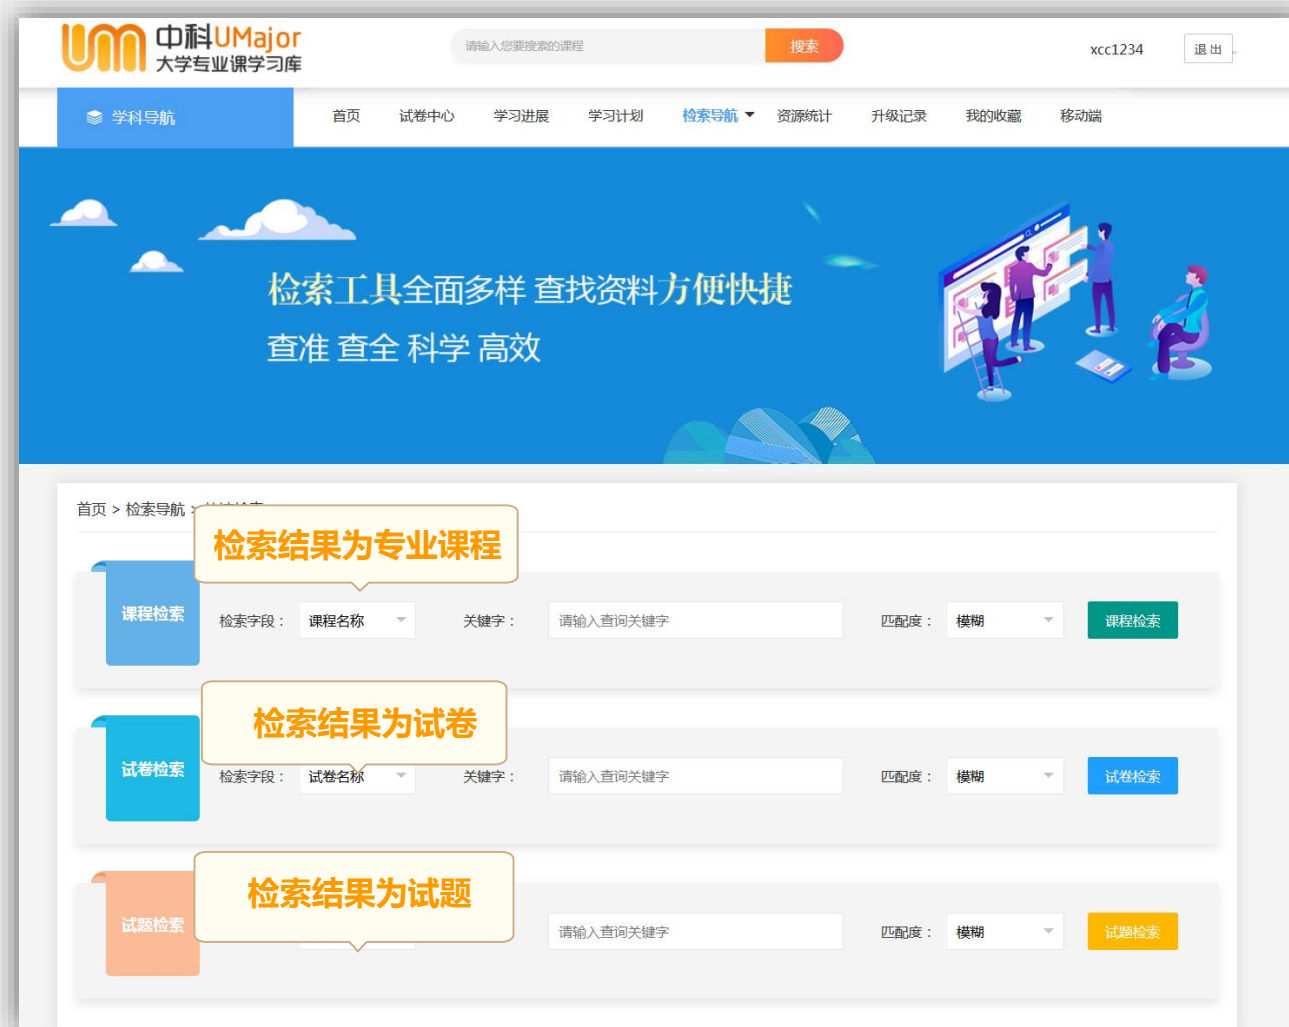 中科UMajor
大学专业课学习库
请输入您要搜索的课程 搜索 xcc1234 退出
学科导航 首页 试卷中心 学习进展 学习计划 检索导航 资源统计 升级记录 我的收藏 移动端
检索工具全面多样 查找资料方便快捷
查准 查全 科学 高效
首页 > 检索导航 >
检索结果为专业课程
课程检索 检索字段： 课程名称 关键字： 请输入查询关键字 匹配度： 模糊 课程检索
检索结果为试卷
试卷检索 检索字段： 试卷名称 关键字： 请输入查询关键字 匹配度： 模糊 试卷检索
检索结果为试题
试题检索 请输入查询关键字 匹配度： 模糊 试题检索